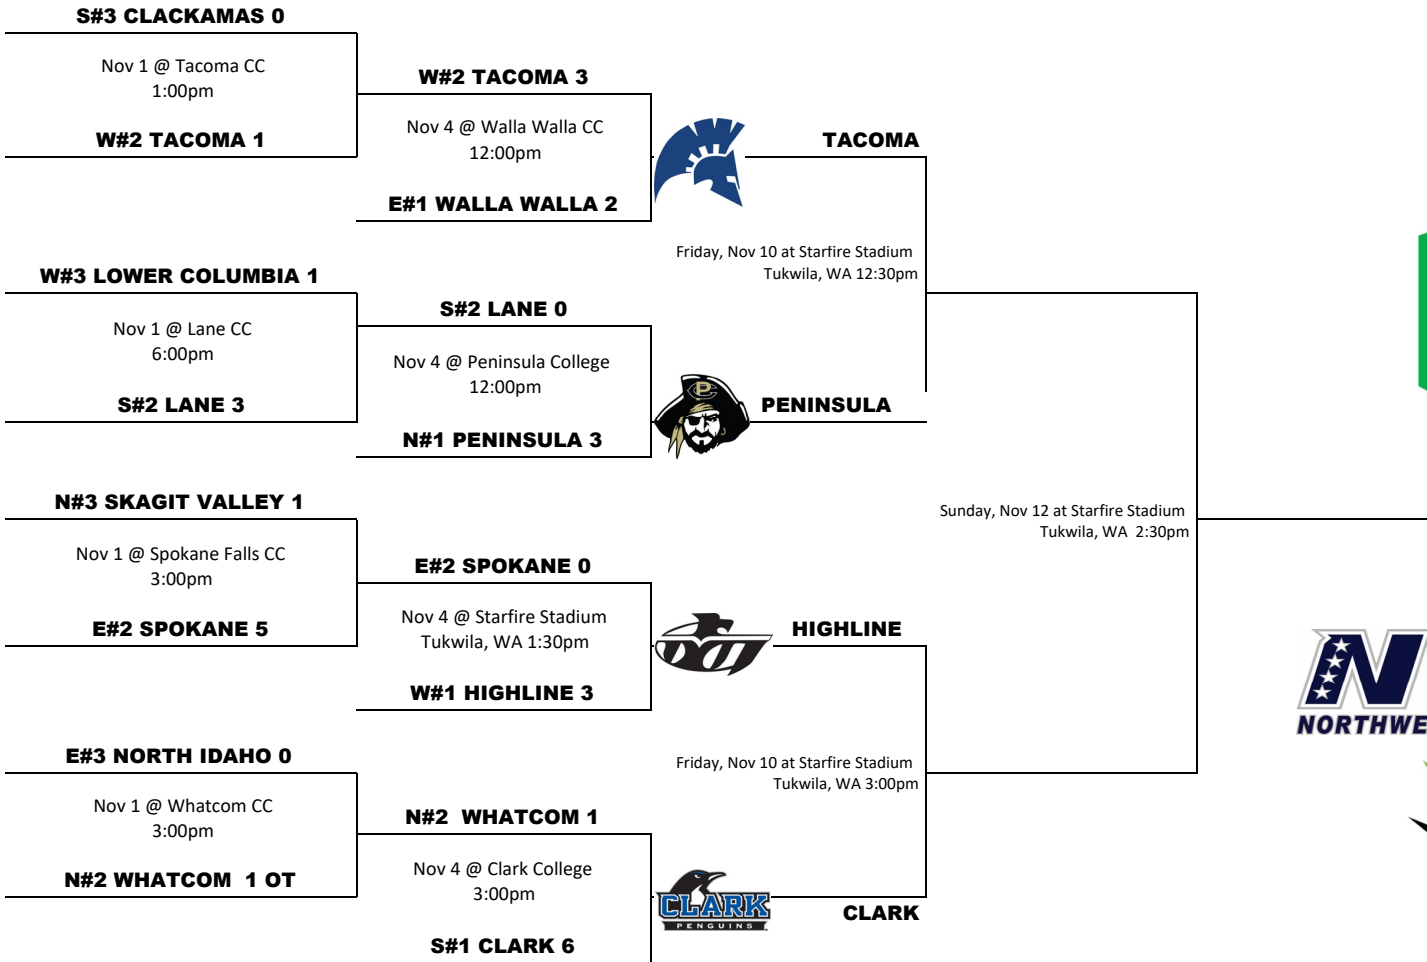 S#3 CLACKAMAS 0
Nov 1 @ Tacoma CC
1:00pm
W#2 TACOMA 1
W#2 TACOMA 3
Nov 4 @ Walla Walla CC
12:00pm
E#1 WALLA WALLA 2
TACOMA
Friday, Nov 10 at Starfire Stadium
Tukwila, WA 12:30pm
W#3 LOWER COLUMBIA 1
Nov 1 @ Lane CC
6:00pm
S#2 LANE 3
S#2 LANE 0
Nov 4 @ Peninsula College
12:00pm
N#1 PENINSULA 3
PC
PENINSULA
Sunday, Nov 12 at Starfire Stadium
Tukwila, WA 2:30pm
N#3 SKAGIT VALLEY 1
Nov 1 @ Spokane Falls CC
3:00pm
E#2 SPOKANE 5
E#2 SPOKANE 0
Nov 4 @ Starfire Stadium
Tukwila, WA 1:30pm
W#1 HIGHLINE 3
HIGHLINE
Friday, Nov 10 at Starfire Stadium
Tukwila, WA 3:00pm
E#3 NORTH IDAHO 0
Nov 1 @ Whatcom CC
3:00pm
N#2 WHATCOM 1 OT
N#2 WHATCOM 1
Nov 4 @ Clark College
3:00pm
S#1 CLARK 6
CLARK
PENGUINS
CLARK
N
NORTHWE